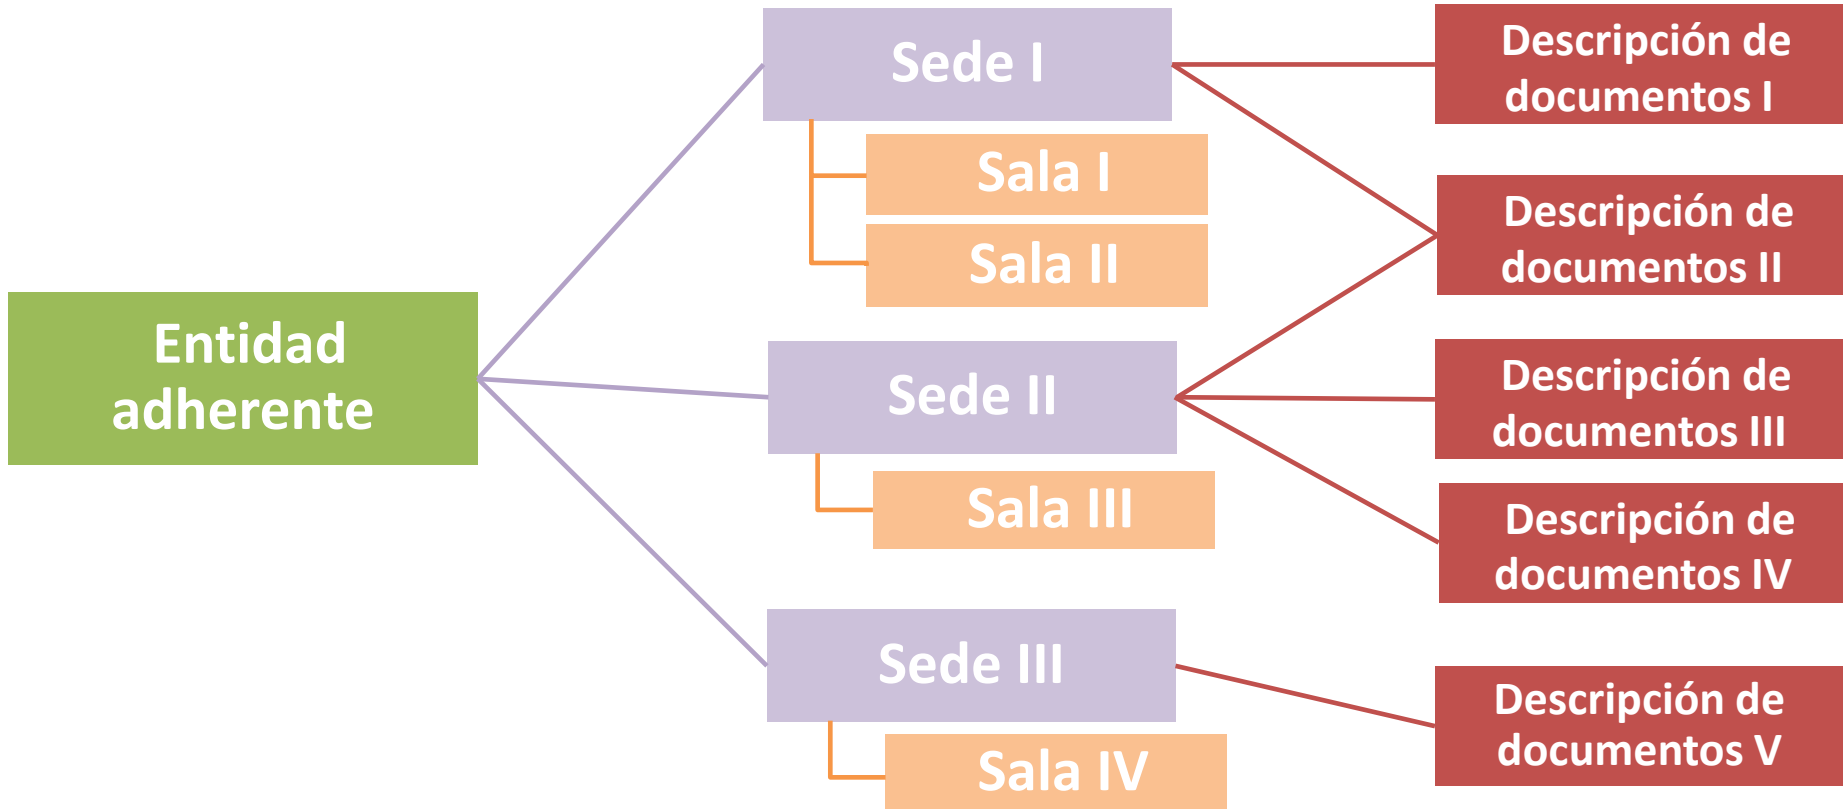 Entidad
adherente
Sede I
Sala I
Sala II
Sede II
Sala III
Sede III
Sala IV
Descripción de
documentos I
Descripción de
documentos II
Descripción de
documentos III
Descripción de
documentos IV
Descripción de
documentos V